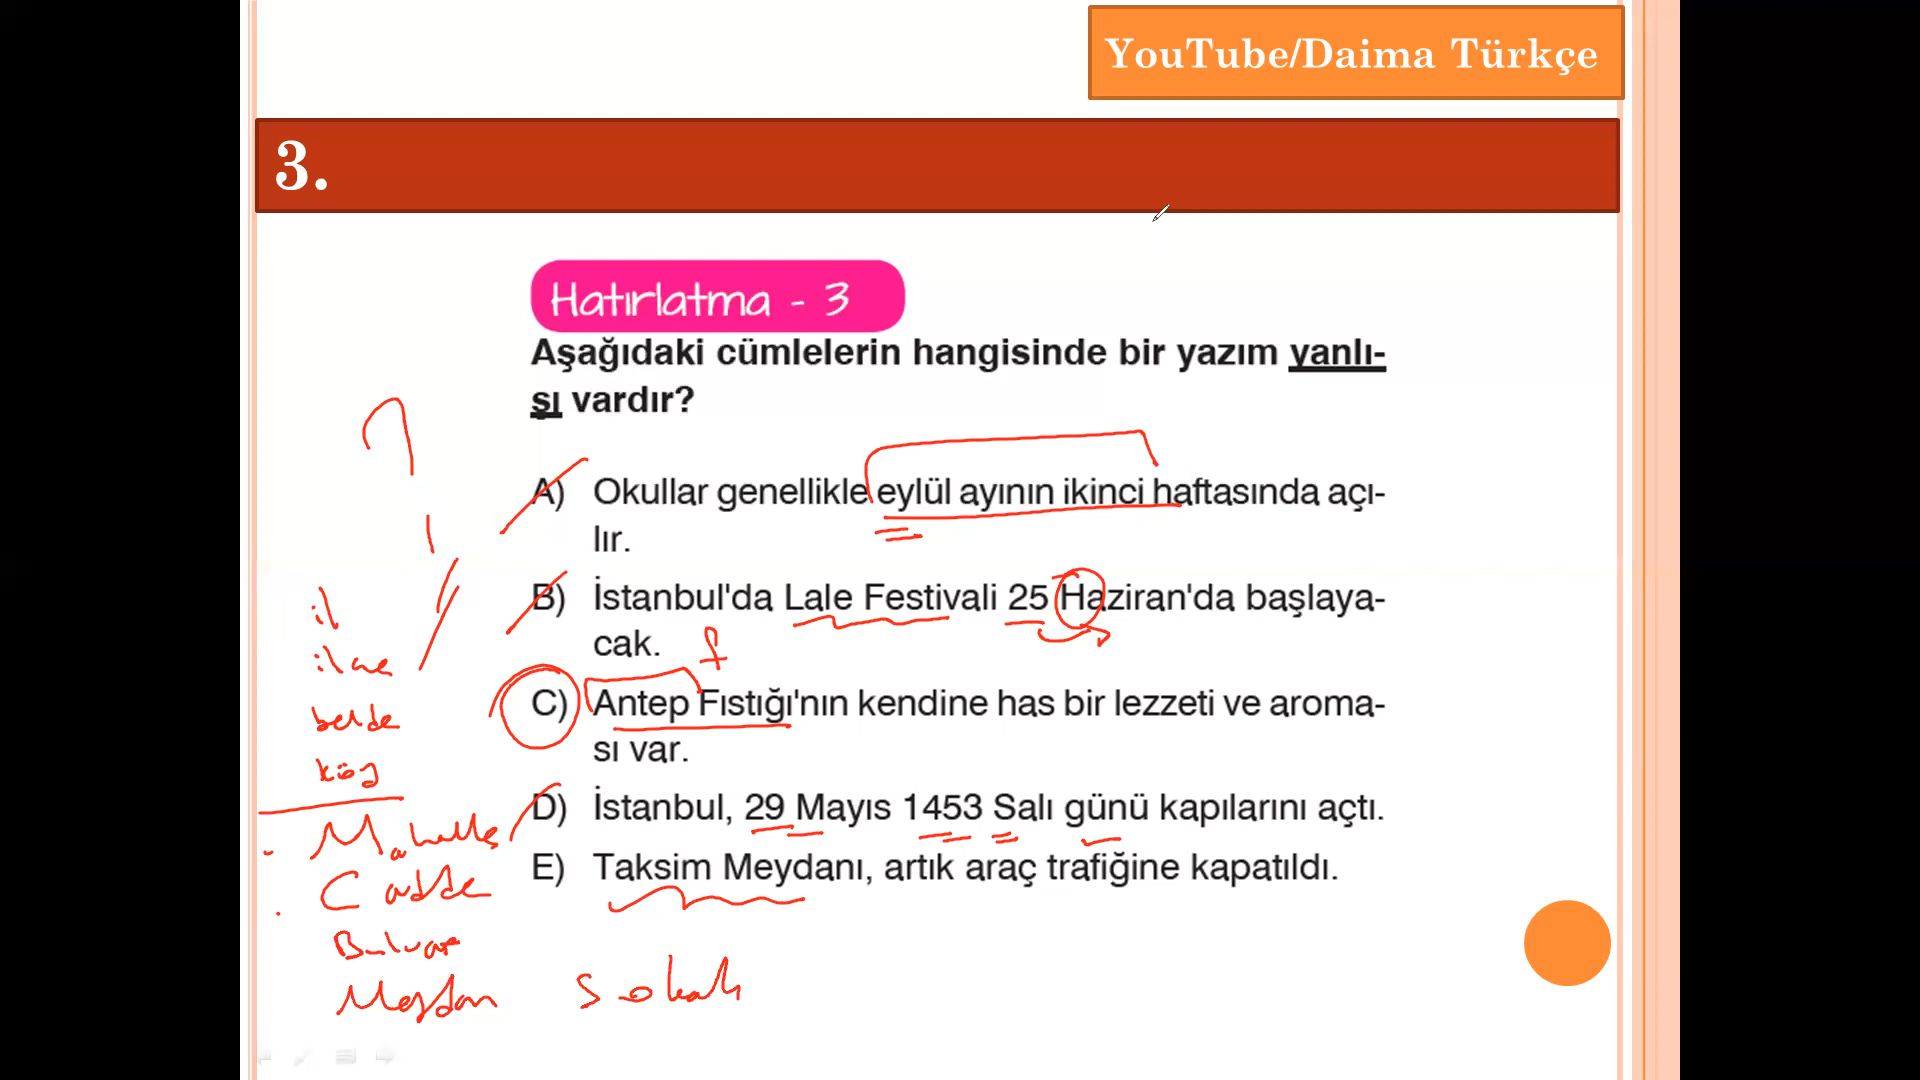 YouTube/Daima Türkçe
3.
Hatırlatma - 3
Aşağıdaki cümlelerin hangisinde bir yazım yanlı-
şı vardır?
A) Okullar genellikle eylül ayının ikinci haftasında açı-
lır.
B) İstanbul'da Lale Festivali 25 Haziran'da başlaya-
cak.
f
C) Antep Fıstığı'nın kendine has bir lezzeti ve aroma-
sı var.
D) İstanbul, 29 Mayıs 1453 Salı günü kapılarını açtı.
E) Taksim Meydanı, artık araç trafiğine kapatıldı.
il
ilçe
belde
köy
Mahalle
Cadde
Bulvar
Meydan
Sokak